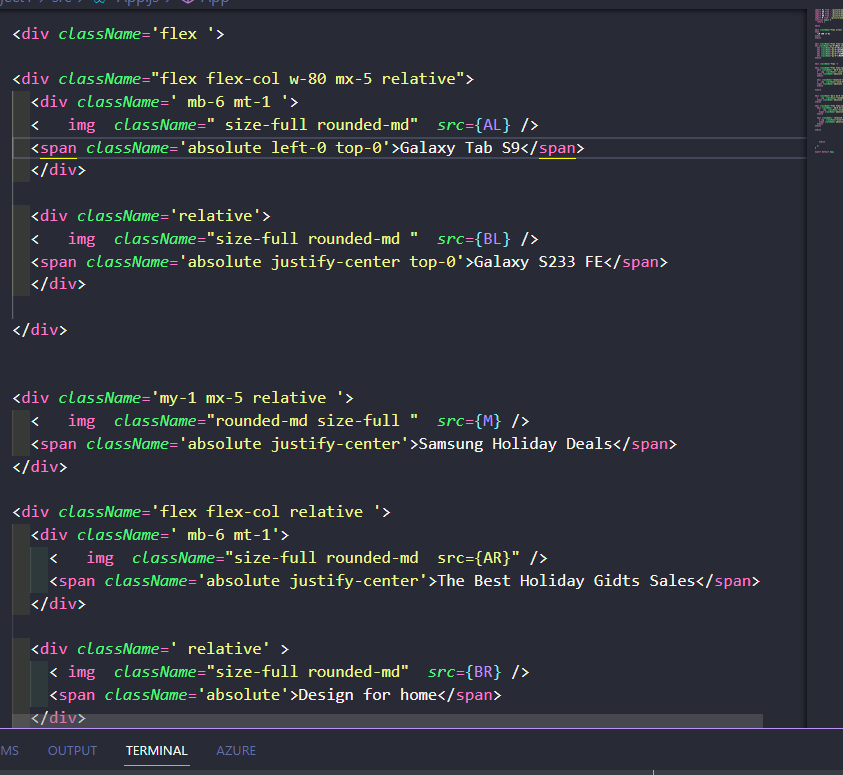 <div className='flex '>
<div className="flex flex-col w-80 mx-5 relative">
<div className=' mb-6 mt-1 '>
<   img  className=" size-full rounded-md"  src={AL} />
<span className='absolute left-0 top-0'>Galaxy Tab S9</span>
</div>
<div className='relative'>
<   img  className="size-full rounded-md "  src={BL} />
<span className='absolute justify-center top-0'>Galaxy S233 FE</span>
</div>
</div>
<div className='my-1 mx-5 relative '>
<   img  className="rounded-md size-full "  src={M} />
<span className='absolute justify-center'>Samsung Holiday Deals</span>
</div>
<div className='flex flex-col relative '>
<div className=' mb-6 mt-1'>
<   img  className="size-full rounded-md  src={AR}" />
<span className='absolute justify-center'>The Best Holiday Gidts Sales</span>
</div>
<div className=' relative' >
< img  className="size-full rounded-md"  src={BR} />
<span className='absolute'>Design for home</span>
</div>
MS OUTPUT TERMINAL AZURE